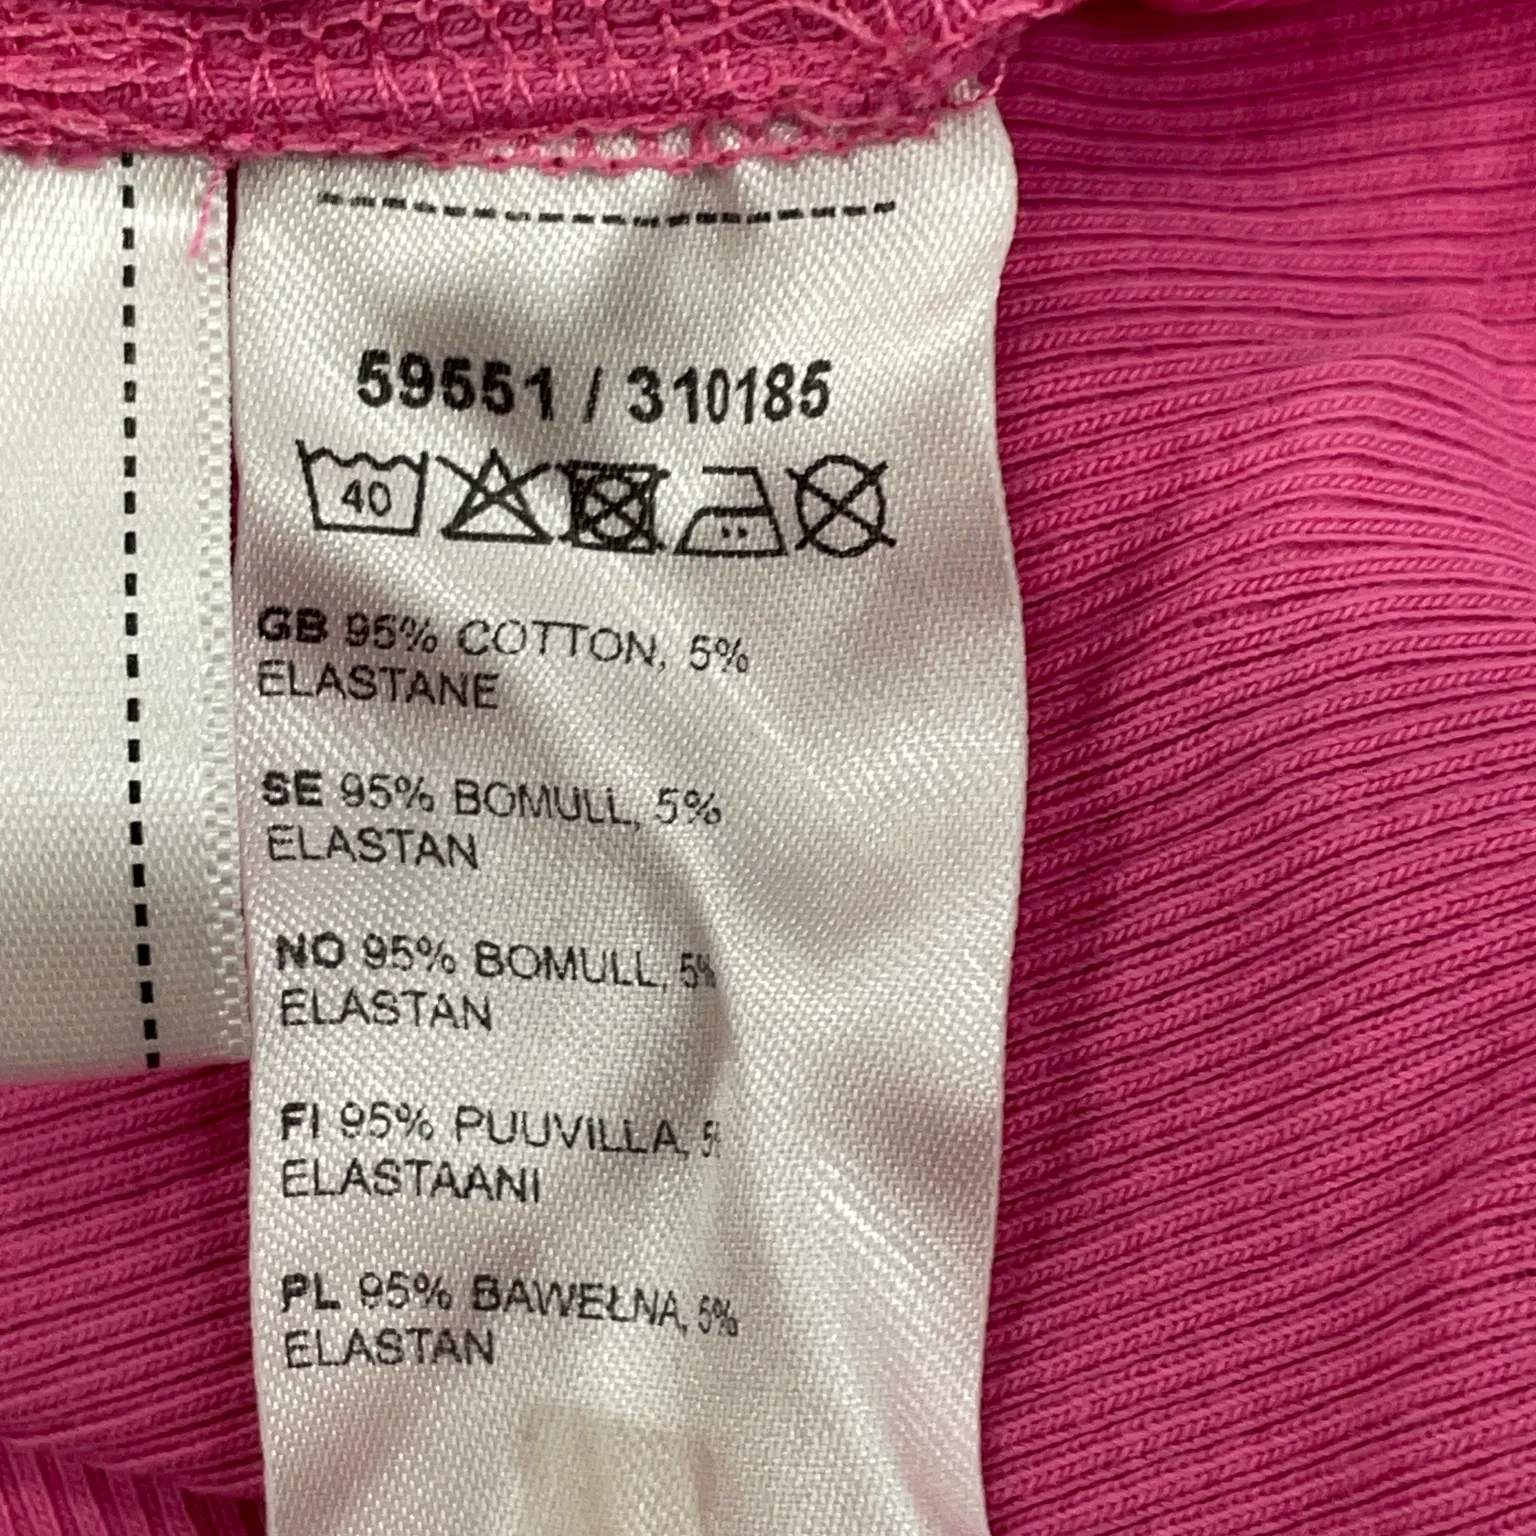 59551 / 310185
40
GB 95% COTTON, 5%
ELASTANE
SE 95% BOMULL, 5%
ELASTAN
NO 95% BOMULL, 5%
ELASTAN
FI 95% PUUVILLA, 5%
ELASTAANI
PL 95% BAWEŁNA, 5%
ELASTAN